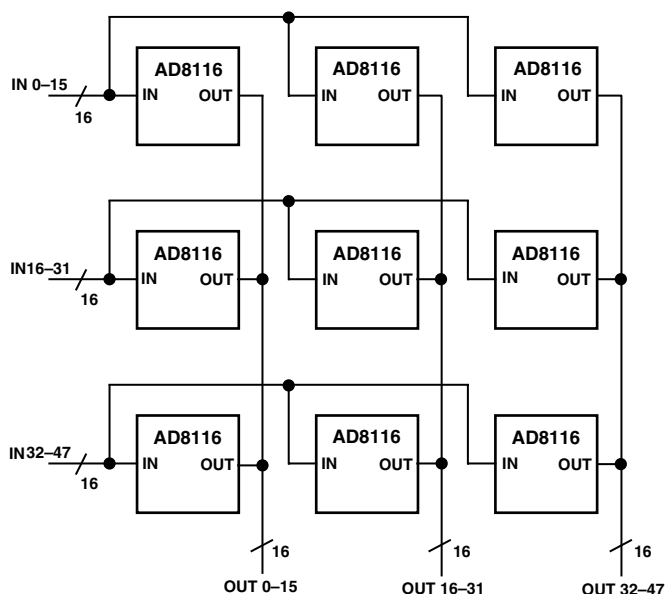 AD8116 AD8116 AD8116
IN 0–15 IN OUT IN OUT IN OUT
16
AD8116 AD8116 AD8116
IN16–31 IN OUT IN OUT IN OUT
16
AD8116 AD8116 AD8116
IN32–47 IN OUT IN OUT IN OUT
16
16 16 16
OUT 0–15 OUT 16–31 OUT 32–47